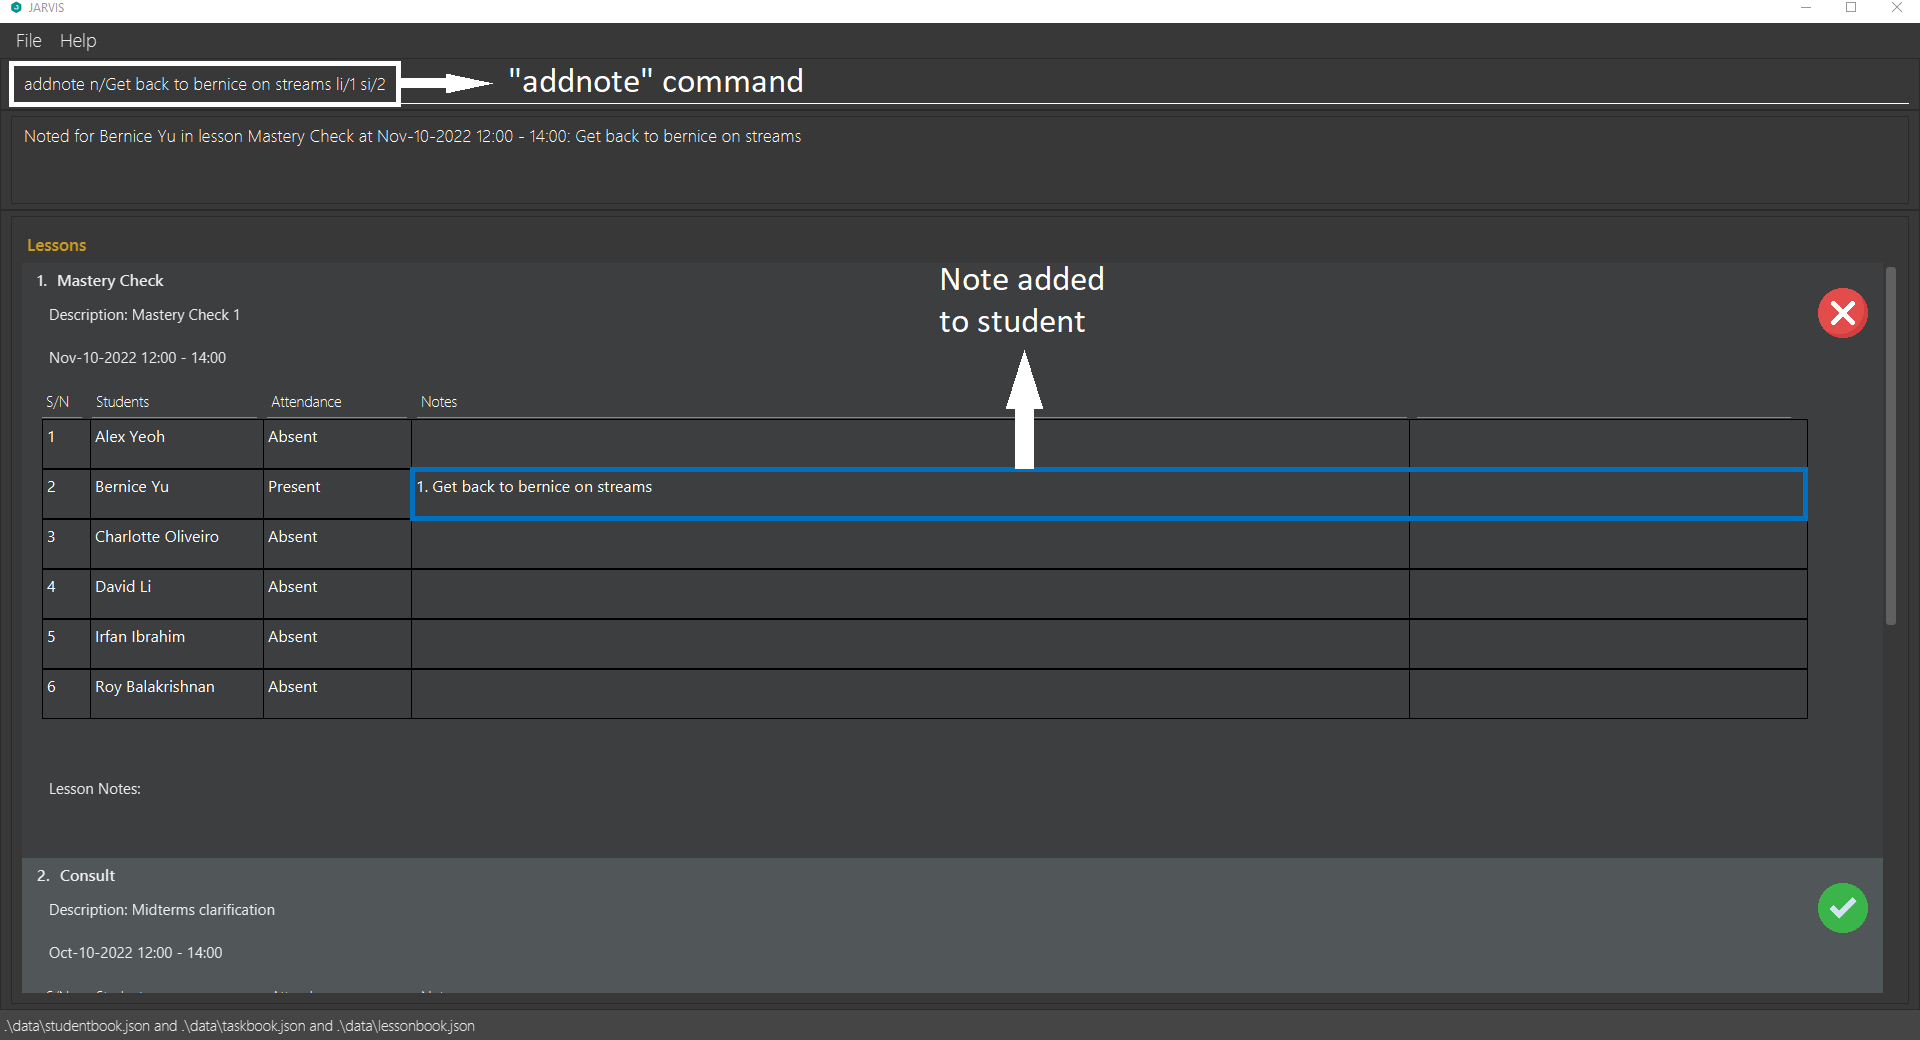 JARVIS
File Help
addnote n/Get back to bernice on streams li/1 si/2
"addnote" command
Noted for Bernice Yu in lesson Mastery Check at Nov-10-2022 12:00 - 14:00: Get back to bernice on streams
Lessons
1. Mastery Check
Description: Mastery Check 1
Nov-10-2022 12:00 - 14:00
Note added
to student
S/N Students Attendance Notes
1 Alex Yeoh Absent
2 Bernice Yu Present 1. Get back to bernice on streams
3 Charlotte Oliveiro Absent
4 David Li Absent
5 Irfan Ibrahim Absent
6 Roy Balakrishnan Absent
Lesson Notes:
2. Consult
Description: Midterms clarification
Oct-10-2022 12:00 - 14:00
.\data\studentbook.json and .\data\taskbook.json and .\data\lessonbook.json